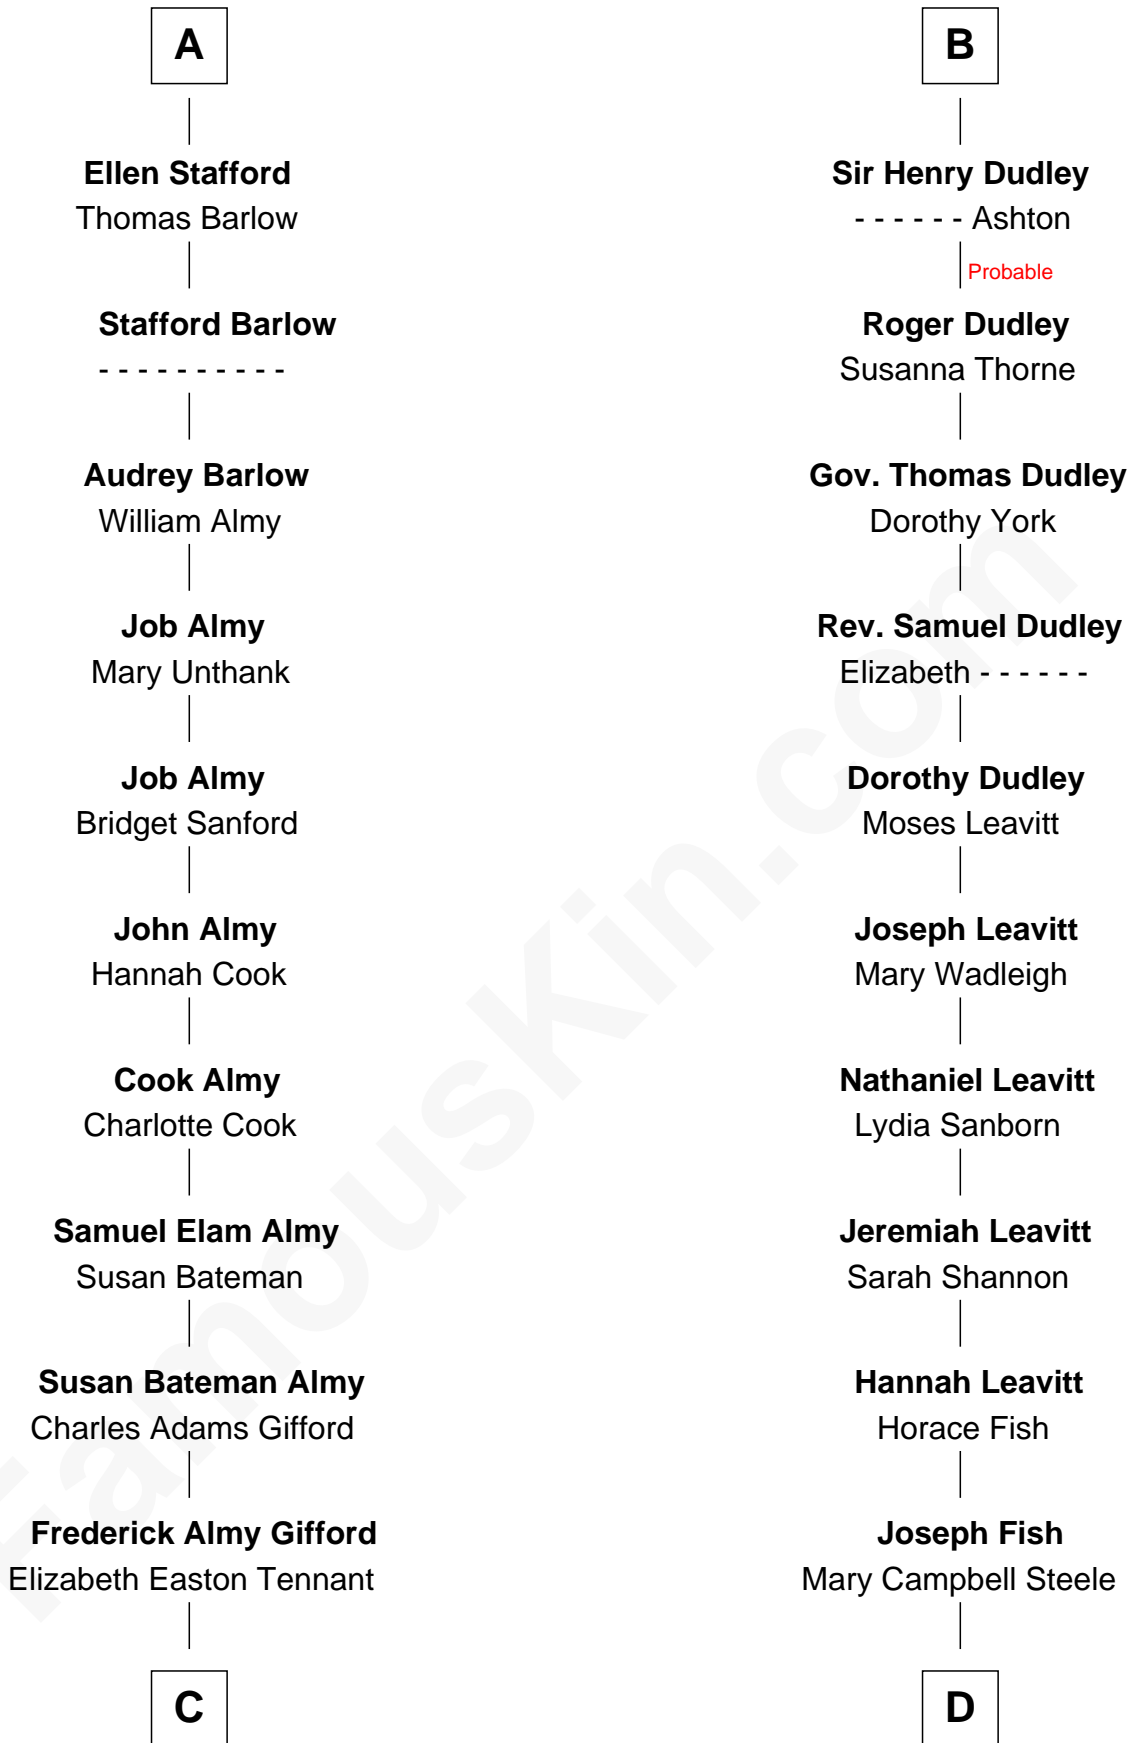 A
Ellen Stafford
Thomas Barlow
Stafford Barlow
- - - - - - - - - -
Audrey Barlow
William Almy
Job Almy
Mary Unthank
Job Almy
Bridget Sanford
John Almy
Hannah Cook
Cook Almy
Charlotte Cook
Samuel Elam Almy
Susan Bateman
Susan Bateman Almy
Charles Adams Gifford
Frederick Almy Gifford
Elizabeth Easton Tennant
C
B
Sir Henry Dudley
- - - - - - Ashton
Probable
Roger Dudley
Susanna Thorne
Gov. Thomas Dudley
Dorothy York
Rev. Samuel Dudley
Elizabeth - - - - - -
Dorothy Dudley
Moses Leavitt
Joseph Leavitt
Mary Wadleigh
Nathaniel Leavitt
Lydia Sanborn
Jeremiah Leavitt
Sarah Shannon
Hannah Leavitt
Horace Fish
Joseph Fish
Mary Campbell Steele
D
FamousKin.com